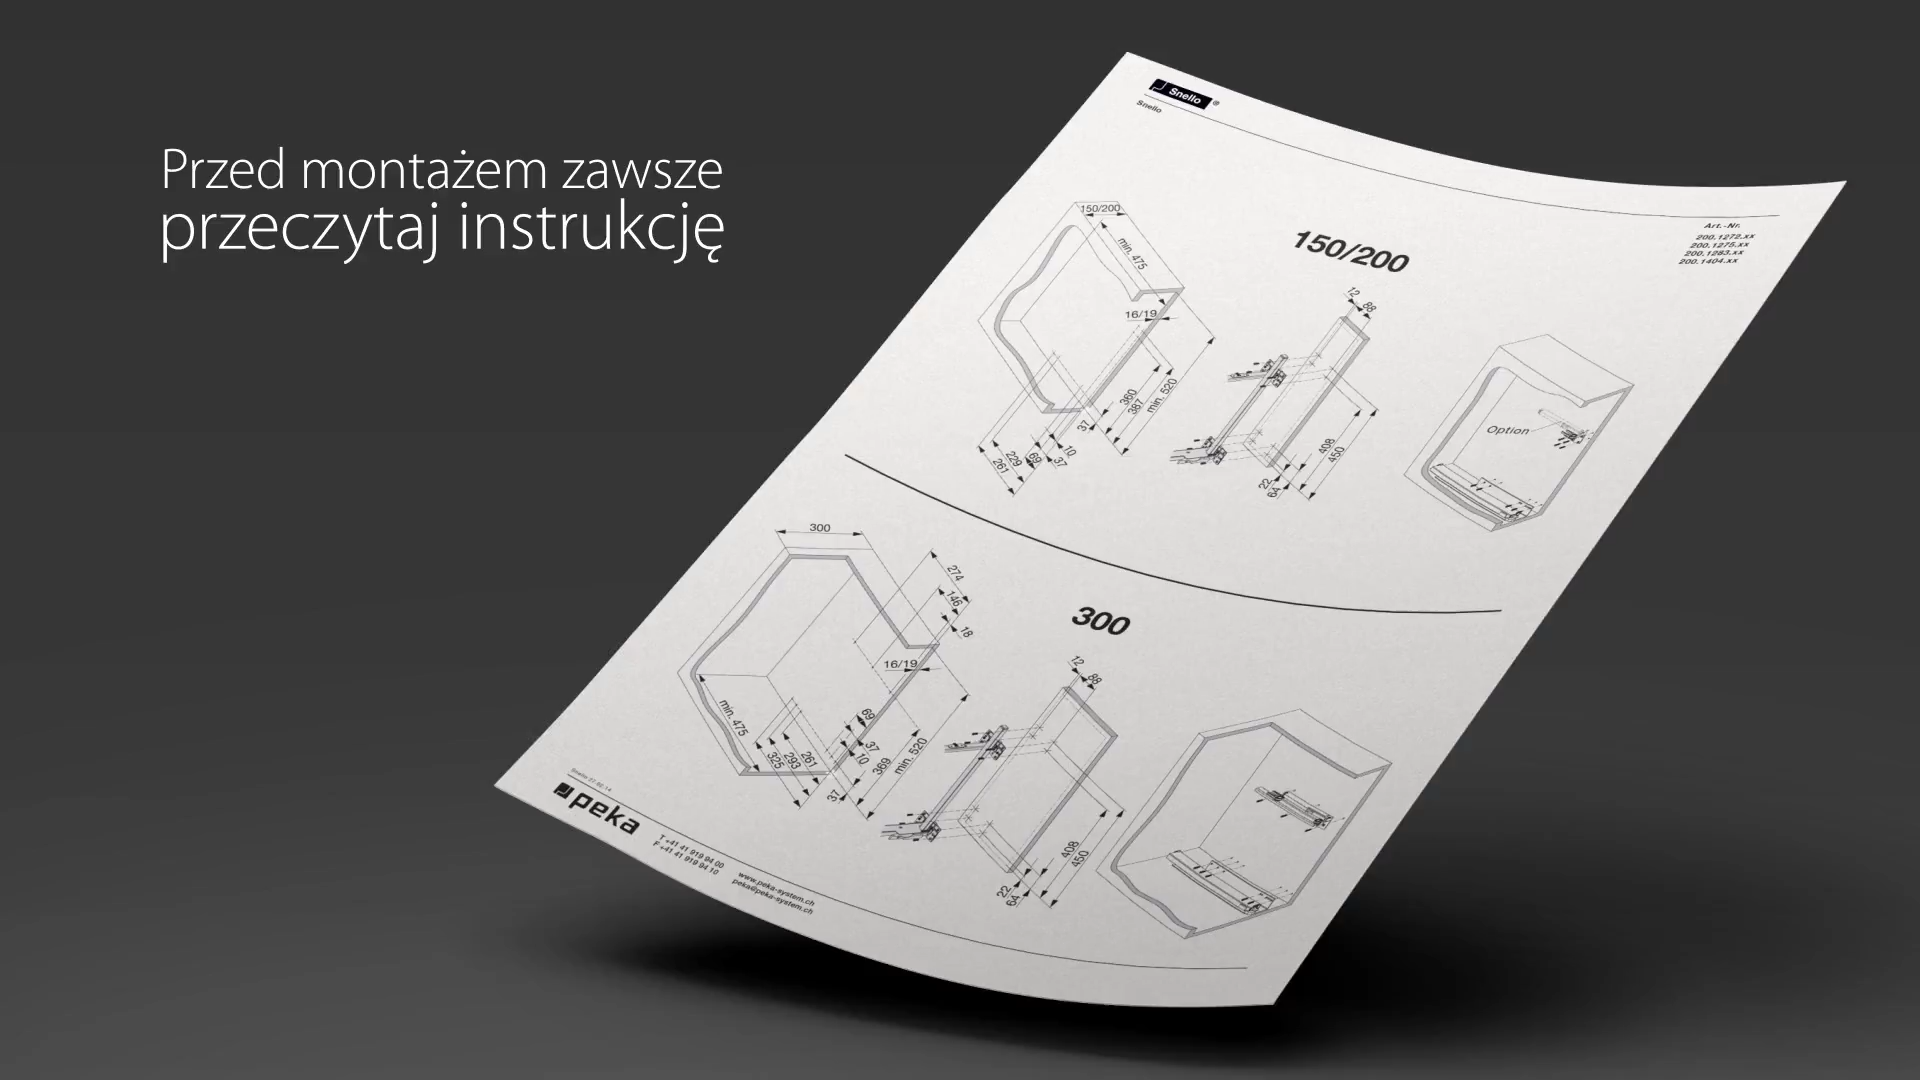 Przed montażem zawsze
przeczytaj instrukcję
Snello ®
Snello
Art.-Nr.
200.1272.xx
200.1275.xx
200.1283.xx
200.1404.xx
150/200
150/200
min. 475
16/19
360
387
min. 520
37
10
37
69
229
261
12
88
408
450
22
64
Option
300
300
274
146
18
16/19
min. 475
69
37
10
261
293
325
369
min. 520
37
12
88
408
450
22
64
peka
T +41 41 919 94 00
F +41 41 919 94 10
www.peka-system.ch
peka@peka-system.ch